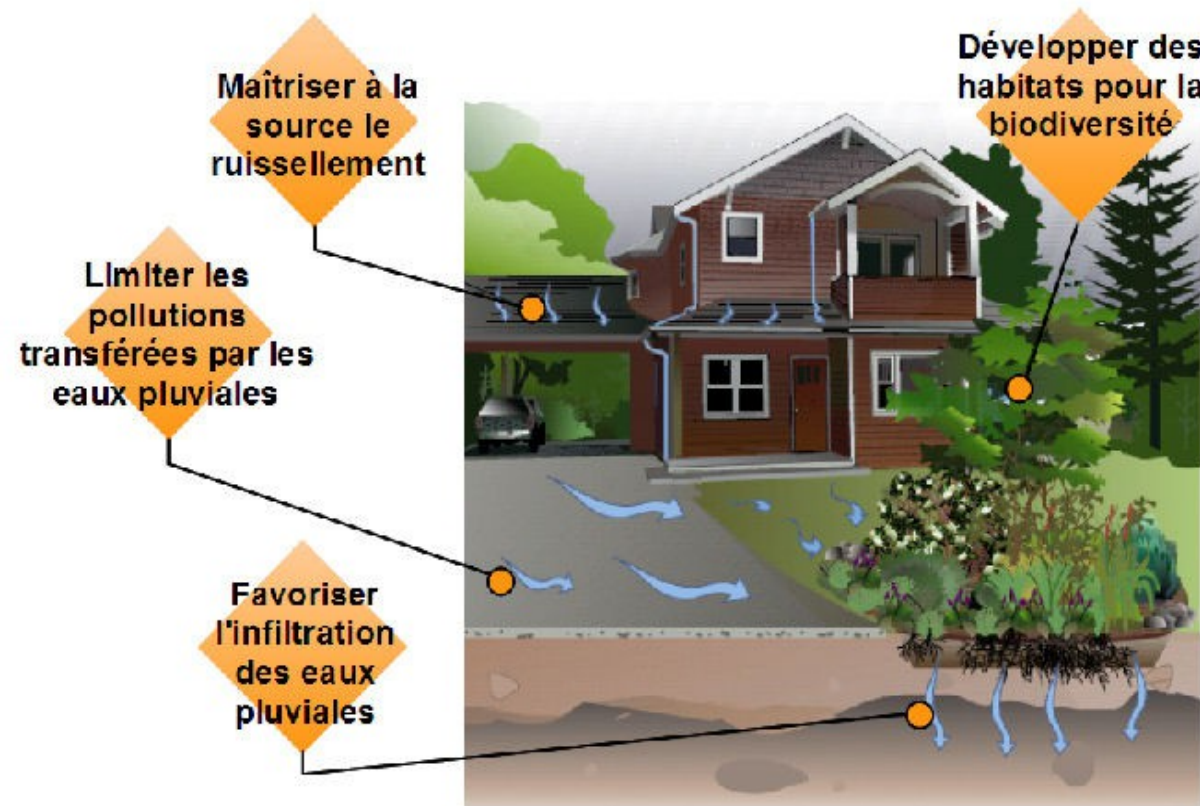 Maîtriser à la
source le
ruissellement
Développer des
habitats pour la
biodiversité
Limiter les
pollutions
transférées par les
eaux pluviales
Favoriser
l'infiltration
des eaux
pluviales